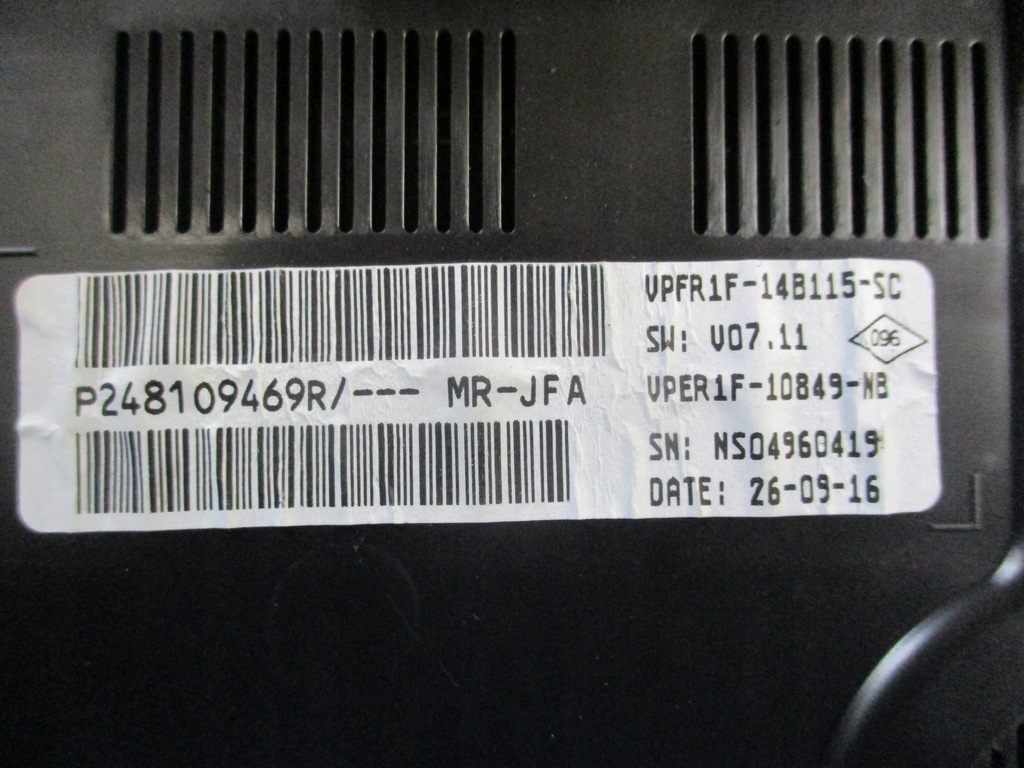 P248109469R/--- MR-JFA
VPFR1F-14B115-SC
SW: V07.11
096
VPER1F-10849-NB
SN: NS04960419
DATE: 26-09-16